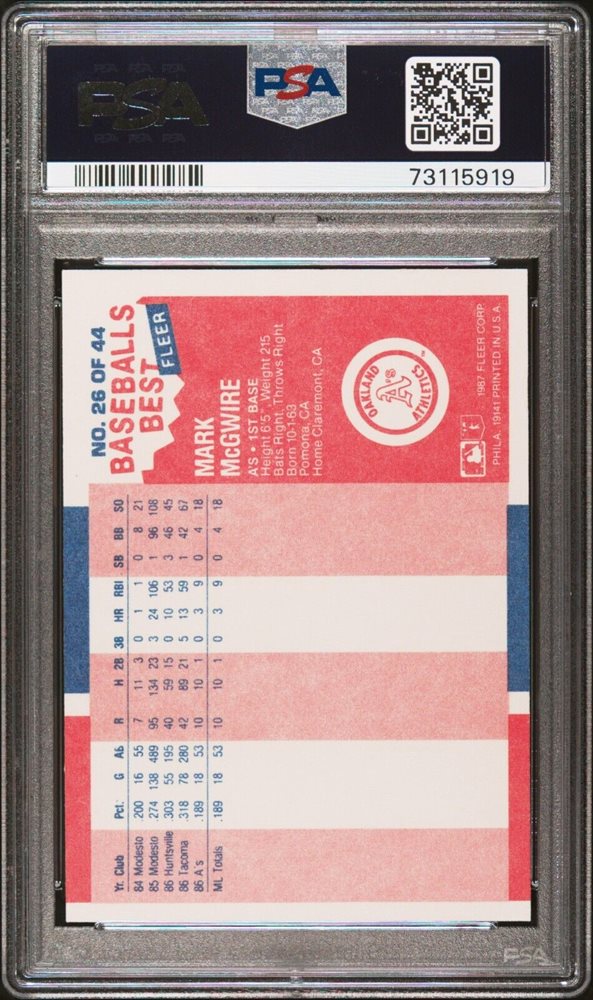 PSA
PSA
73115919
NO. 26 OF 44
BASEBALLS
BEST
FLEER
MARK
McGWIRE
A'S • 1ST BASE
Height 6'5" Weight 215
Bats Right, Throws Right
Born 10-1-63
Pomona, CA
Home Claremont, CA
OAKLAND
A's
ATHLETICS
TM
1987 FLEER CORP.
PHILA. 19141 PRINTED IN U.S.A.
Yr. Club Pct. G AB R H 2B 3B HR RBI SB BB SO
84 Modesto .200 16 55 7 11 3 0 1 1 0 8 21
85 Modesto .274 138 489 95 134 23 3 24 106 1 96 108
86 Huntsville .303 55 195 40 59 15 0 10 53 3 46 45
86 Tacoma .318 78 280 42 89 21 5 13 59 1 42 67
86 A's .189 18 53 10 10 1 0 3 9 0 4 18
ML Totals .189 18 53 10 10 1 0 3 9 0 4 18
PSA